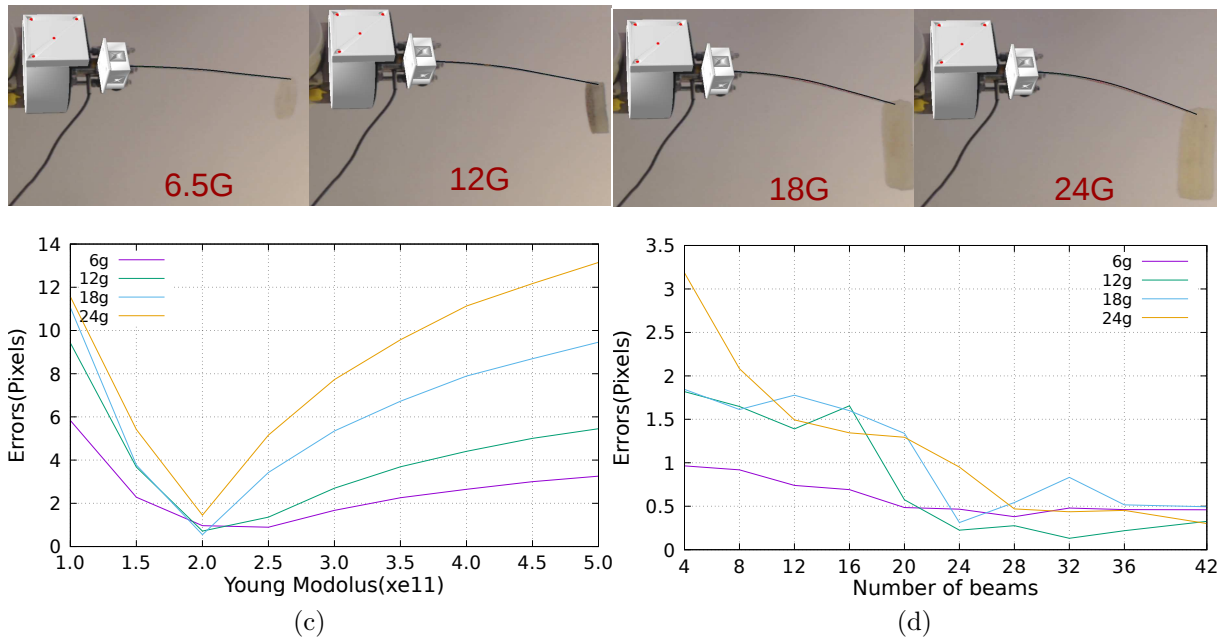 6.5G
12G
18G
24G
14
12
10
8
6
4
2
0
Errors(Pixels)
6g
12g
18g
24g
1.0 1.5 2.0 2.5 3.0 3.5 4.0 4.5 5.0
Young Modolus(xe11)
(c)
3.5
3
2.5
2
1.5
1
0.5
0
Errors(Pixels)
6g
12g
18g
24g
4 8 12 16 20 24 28 32 36 42
Number of beams
(d)